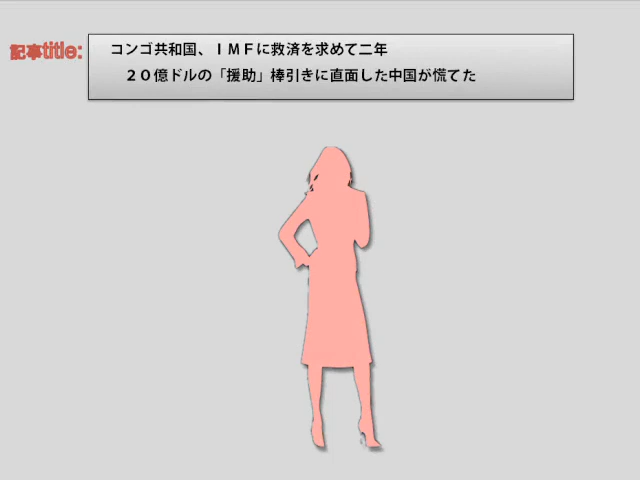 記事title:
コンゴ共和国、ＩＭＦに救済を求めて二年
２０億ドルの「援助」棒引きに直面した中国が慌てた